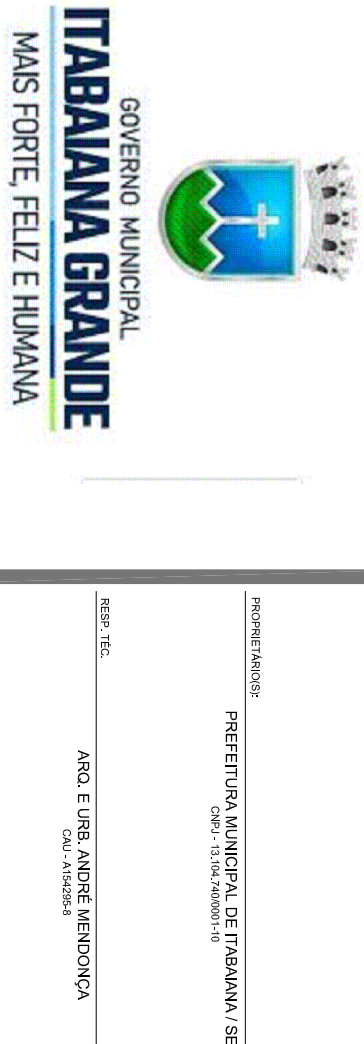 GOVERNO MUNICIPAL
ITABAIANA GRANDE
MAIS FORTE, FELIZ E HUMANA
PROPRIETÁRIO(S):
PREFEITURA MUNICIPAL DE ITABAIANA / SE
CNPJ - 13.104.740/0001-10
RESP. TÉC.
ARQ. E URB. ANDRÉ MENDONÇA
CAU - A154295-8